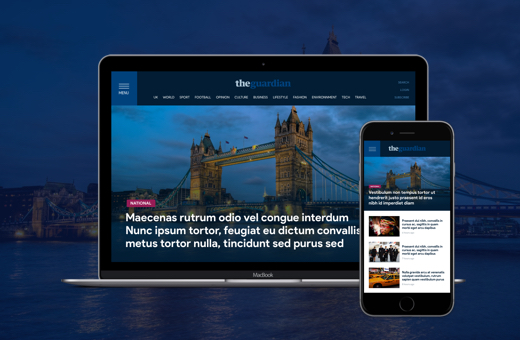 MENU
theguardian
SEARCH
LOGIN
UK WORLD SPORT FOOTBALL OPINION CULTURE BUSINESS LIFESTYLE FASHION ENVIRONMENT TECH TRAVEL
NATIONAL
Maecenas rutrum odio vel congue interdum
Nunc ipsum tortor, feugiat eu dictum convallis
metus tortor nulla, tincidunt sed purus sed
MacBook
theguardian
NATIONAL
Vestibulum non tempus tortor ut
hendrerit justo praesent id eros
nibh id imperdiet diam
Praesent dui nibh, convallis in
cursus ac, sagittis in quam
morbi eget arcu dapibus
Praesent dui nibh, convallis in
cursus ac, sagittis in quam
morbi eget arcu dapibus
Nulla gravida arcu et venenatis
volutpat vestibulum, rutrum
sapien quam vestibulum purus